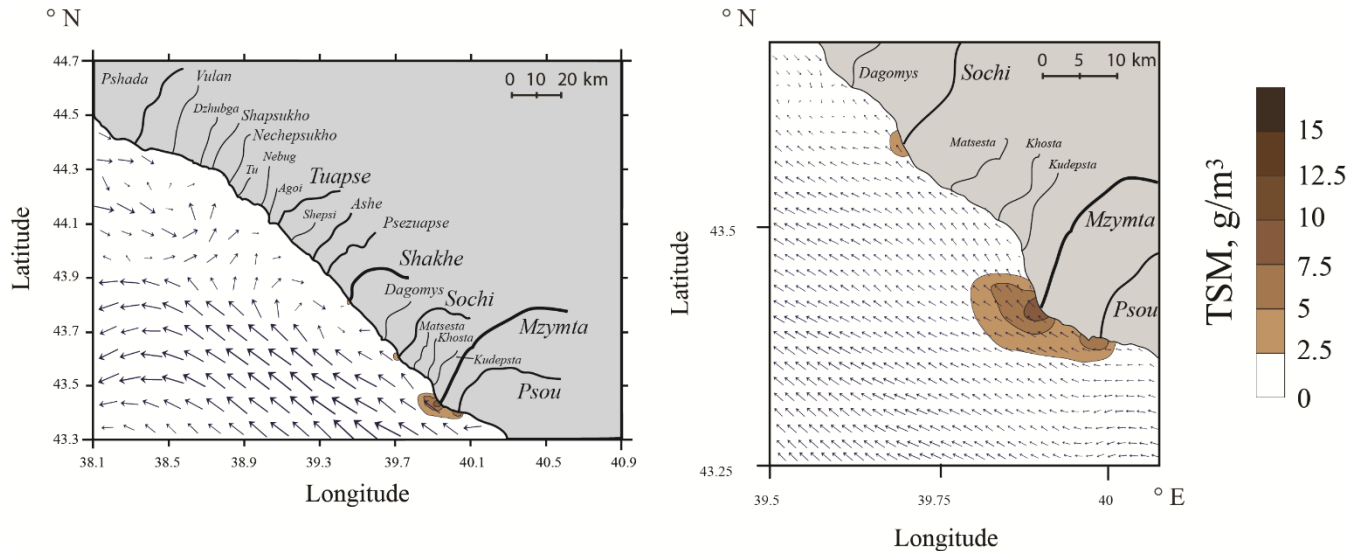 ° N
44.7
44.5
44.3
44.1
43.9
43.7
43.5
43.3
Latitude
38.1 38.5 38.9 39.3 39.7 40.1 40.5 40.9
Longitude
0 10 20 km
Pshada
Vulan
Dzhubga
Shapsukho
Nechepsukho
Tu
Nebug
Agoi
Tuapse
Shepsi
Ashe
Psezuapse
Shakhe
Dagomys
Sochi
Matsesta
Khosta
Mzymta
Kudepsta
Psou
° N
0 5 10 km
Dagomys
Sochi
Matsesta
Khosta
Kudepsta
Mzymta
Psou
43.5
43.25
Latitude
39.5 39.75 40 ° E
Longitude
TSM, g/m³
15
12.5
10
7.5
5
2.5
0